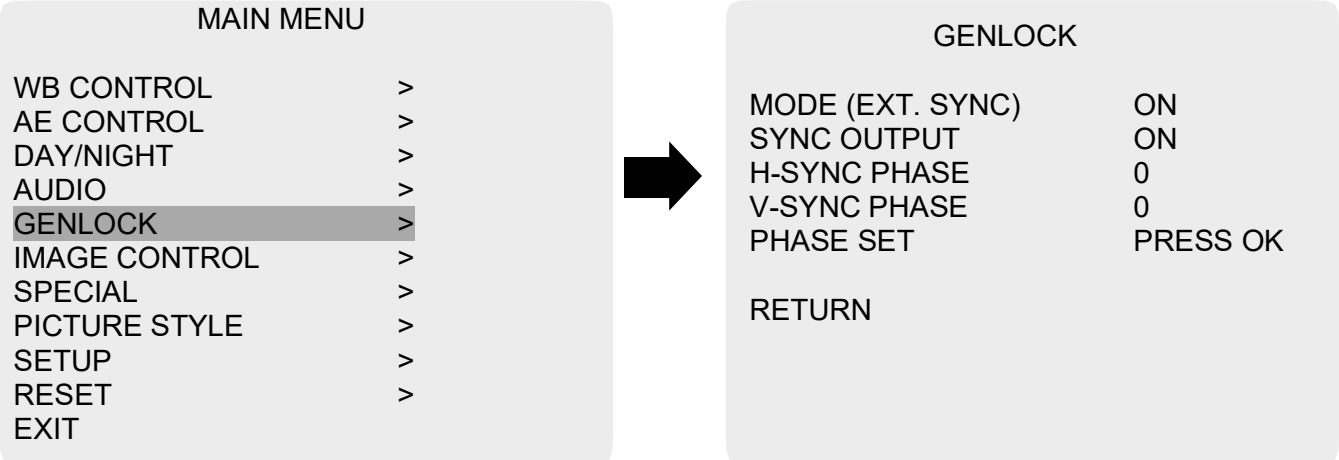 MAIN MENU
WB CONTROL >
AE CONTROL >
DAY/NIGHT >
AUDIO >
GENLOCK >
IMAGE CONTROL >
SPECIAL >
PICTURE STYLE >
SETUP >
RESET >
EXIT
GENLOCK
MODE (EXT. SYNC) ON
SYNC OUTPUT ON
H-SYNC PHASE 0
V-SYNC PHASE 0
PHASE SET PRESS OK
RETURN